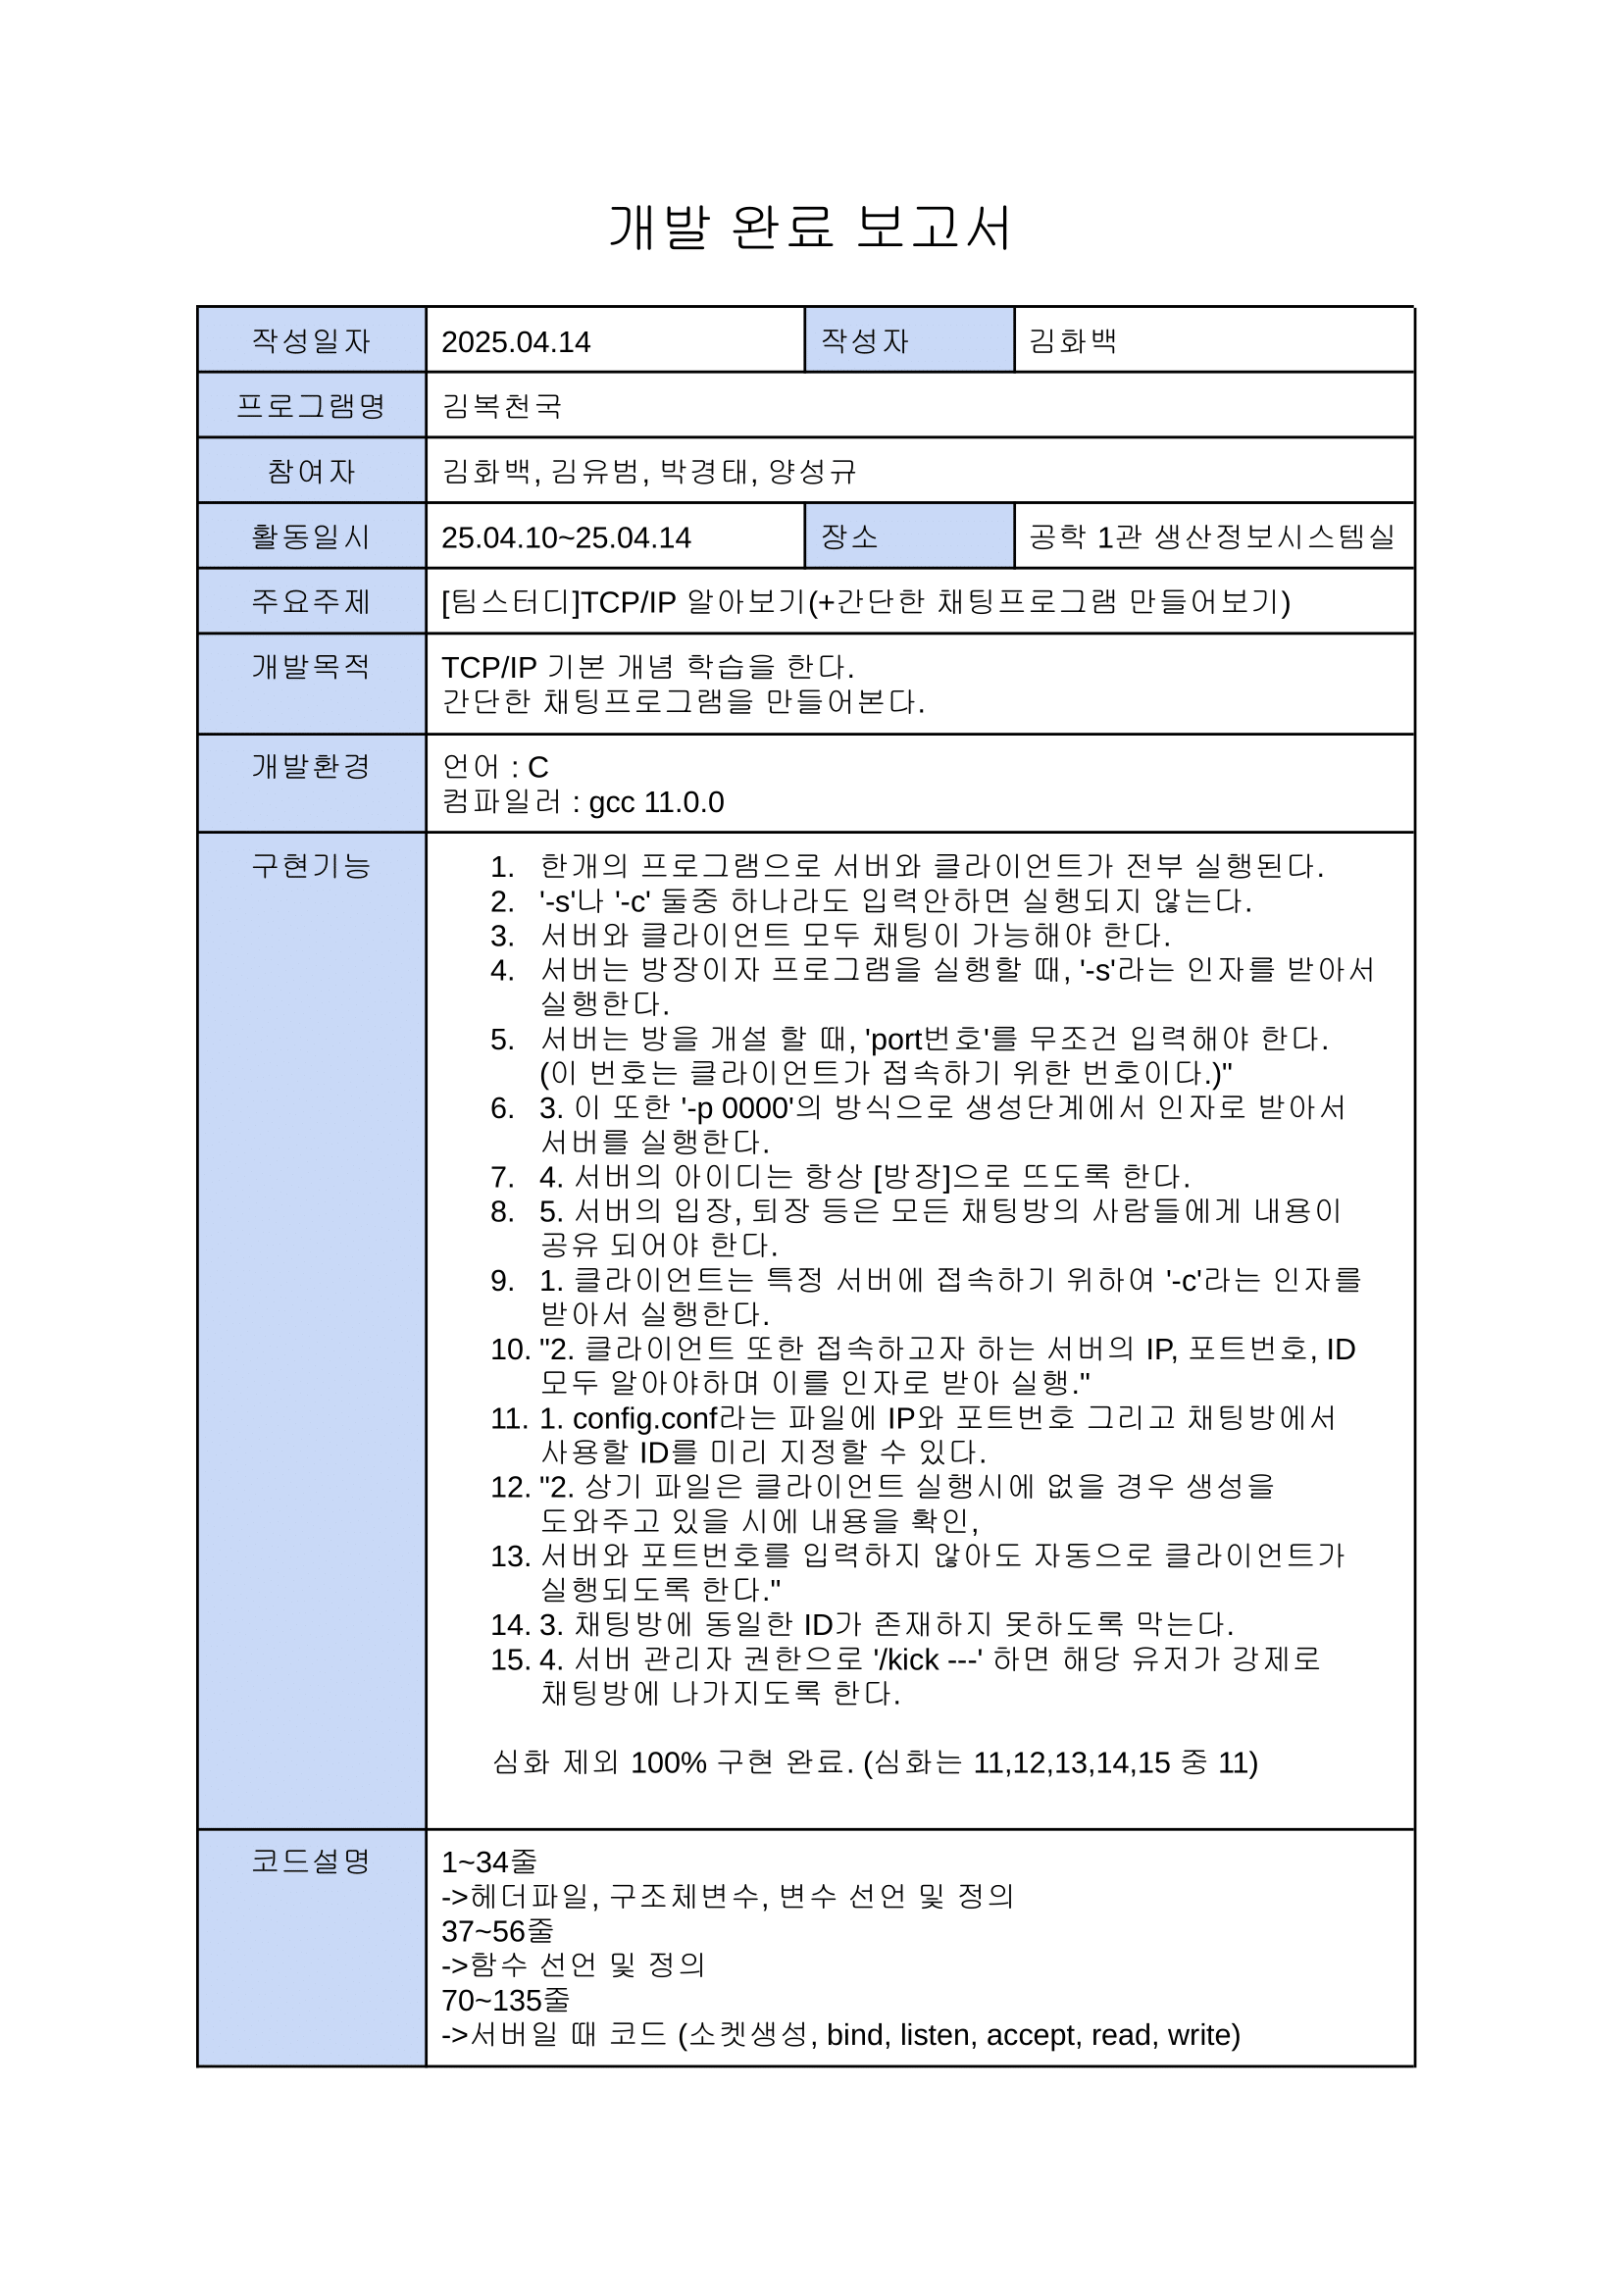 개발 완료 보고서
작성일자 2025.04.14 작성자 김화백
프로그램명 김복천국
참여자 김화백, 김유범, 박경태, 양성규
활동일시 25.04.10~25.04.14 장소 공학 1관 생산정보시스템실
주요주제 [팀스터디]TCP/IP 알아보기(+간단한 채팅프로그램 만들어보기)
개발목적 TCP/IP 기본 개념 학습을 한다.
간단한 채팅프로그램을 만들어본다.
개발환경 언어 : C
컴파일러 : gcc 11.0.0
구현기능 1. 한개의 프로그램으로 서버와 클라이언트가 전부 실행된다.
2. '-s'나 '-c' 둘중 하나라도 입력안하면 실행되지 않는다.
3. 서버와 클라이언트 모두 채팅이 가능해야 한다.
4. 서버는 방장이자 프로그램을 실행할 때, '-s'라는 인자를 받아서
실행한다.
5. 서버는 방을 개설 할 때, 'port번호'를 무조건 입력해야 한다.
(이 번호는 클라이언트가 접속하기 위한 번호이다.)"
6. 3. 이 또한 '-p 0000'의 방식으로 생성단계에서 인자로 받아서
서버를 실행한다.
7. 4. 서버의 아이디는 항상 [방장]으로 뜨도록 한다.
8. 5. 서버의 입장, 퇴장 등은 모든 채팅방의 사람들에게 내용이
공유 되어야 한다.
9. 1. 클라이언트는 특정 서버에 접속하기 위하여 '-c'라는 인자를
받아서 실행한다.
10. "2. 클라이언트 또한 접속하고자 하는 서버의 IP, 포트번호, ID
모두 알아야하며 이를 인자로 받아 실행."
11. 1. config.conf라는 파일에 IP와 포트번호 그리고 채팅방에서
사용할 ID를 미리 지정할 수 있다.
12. "2. 상기 파일은 클라이언트 실행시에 없을 경우 생성을
도와주고 있을 시에 내용을 확인,
13. 서버와 포트번호를 입력하지 않아도 자동으로 클라이언트가
실행되도록 한다."
14. 3. 채팅방에 동일한 ID가 존재하지 못하도록 막는다.
15. 4. 서버 관리자 권한으로 '/kick ---' 하면 해당 유저가 강제로
채팅방에 나가지도록 한다.
심화 제외 100% 구현 완료. (심화는 11,12,13,14,15 중 11)
코드설명 1~34줄
->헤더파일, 구조체변수, 변수 선언 및 정의
37~56줄
->함수 선언 및 정의
70~135줄
->서버일 때 코드 (소켓생성, bind, listen, accept, read, write)